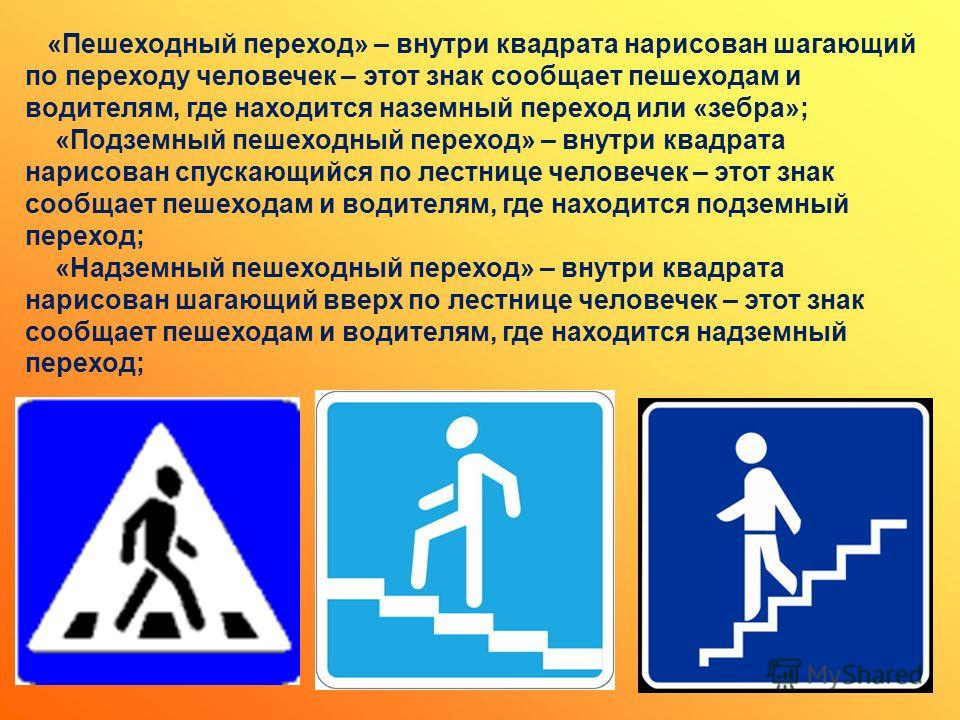 «Пешеходный переход» – внутри квадрата нарисован шагающий
по переходу человечек – этот знак сообщает пешеходам и
водителям, где находится наземный переход или «зебра»;
«Подземный пешеходный переход» – внутри квадрата
нарисован спускающийся по лестнице человечек – этот знак
сообщает пешеходам и водителям, где находится подземный
переход;
«Надземный пешеходный переход» – внутри квадрата
нарисован шагающий вверх по лестнице человечек – этот знак
сообщает пешеходам и водителям, где находится надземный
переход;
MyShared